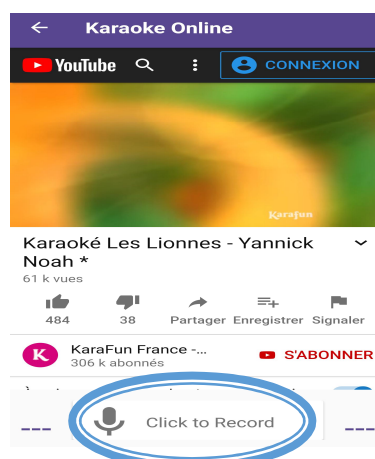 Karaoke Online
YouTube CONNEXION
Karafun
Karaoké Les Lionnes - Yannick
Noah *
61 k vues
484 38 Partager Enregistrer Signaler
K KaraFun France -... S'ABONNER
306 k abonnés
Click to Record